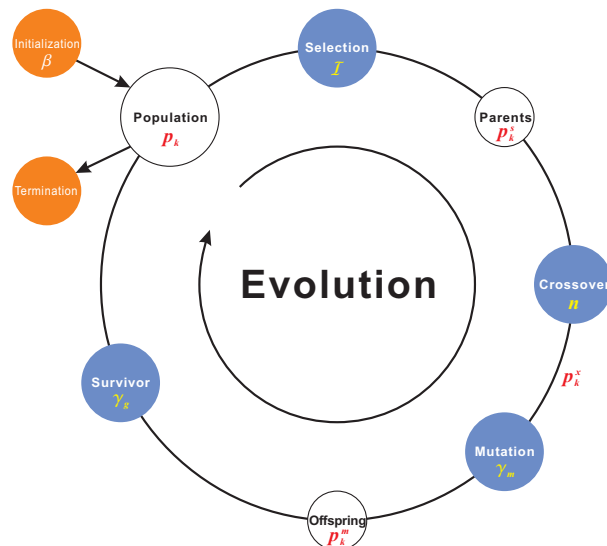 Initialization
β
Selection
I
Population
p_k
Parents
p_k^s
Termination
Evolution
Crossover
n
p_k^x
Survivor
γ_g
Mutation
γ_m
Offspring
p_k^m